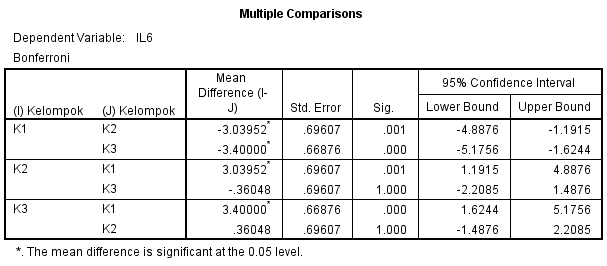 Multiple Comparisons
Dependent Variable: IL6
Bonferroni
(I) Kelompok (J) Kelompok Mean Difference (I-J) Std. Error Sig. 95% Confidence Interval
Lower Bound Upper Bound
K1 K2 -3.03952* .69607 .001 -4.8876 -1.1915
K3 -3.40000* .66876 .000 -5.1756 -1.6244
K2 K1 3.03952* .69607 .001 1.1915 4.8876
K3 -.36048 .69607 1.000 -2.2085 1.4876
K3 K1 3.40000* .66876 .000 1.6244 5.1756
K2 .36048 .69607 1.000 -1.4876 2.2085
*. The mean difference is significant at the 0.05 level.